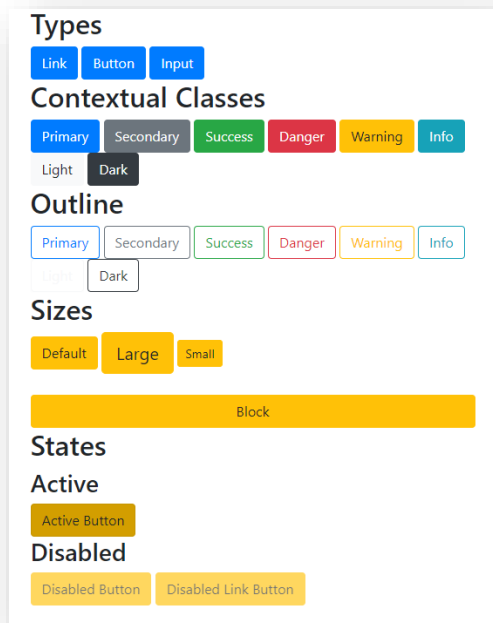 Types
Link Button Input
Contextual Classes
Primary Secondary Success Danger Warning Info
Light Dark
Outline
Primary Secondary Success Danger Warning Info
Light Dark
Sizes
Default Large Small
Block
States
Active
Active Button
Disabled
Disabled Button Disabled Link Button